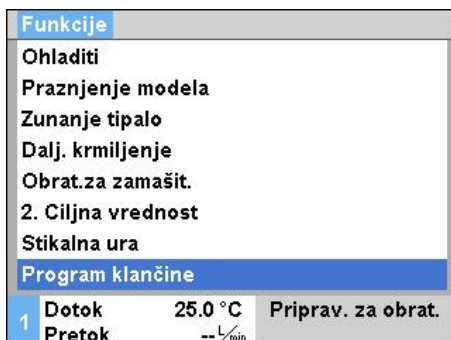 Funkcije
Ohladiti
Praznjenje modela
Zunanje tipalo
Dalj. krmiljenje
Obrat.za zamašit.
2. Ciljna vrednost
Stikalna ura
Program klančine
1 Dotok 25.0 °C Priprav. za obrat.
Pretok -- L/min